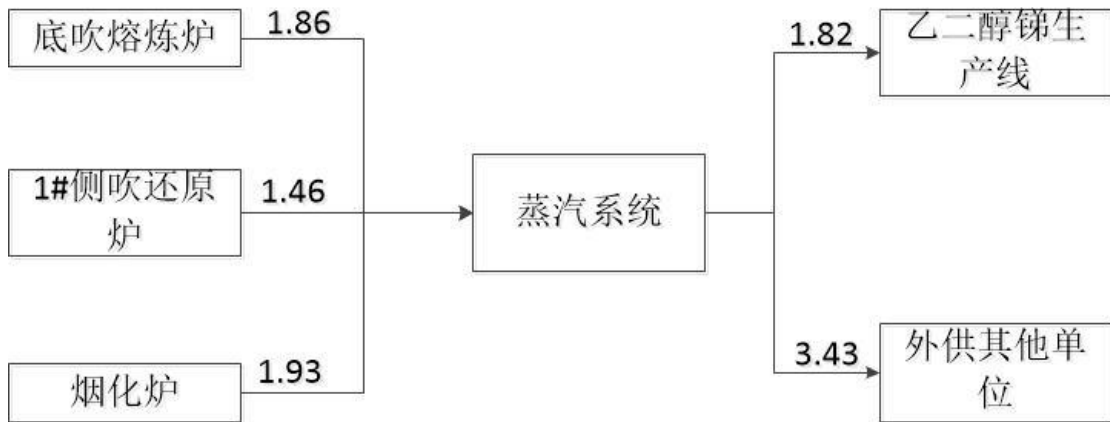 底吹熔炼炉
1.86
1#侧吹还原
炉
1.46
烟化炉
1.93
蒸汽系统
1.82
乙二醇锑生
产线
3.43
外供其他单
位